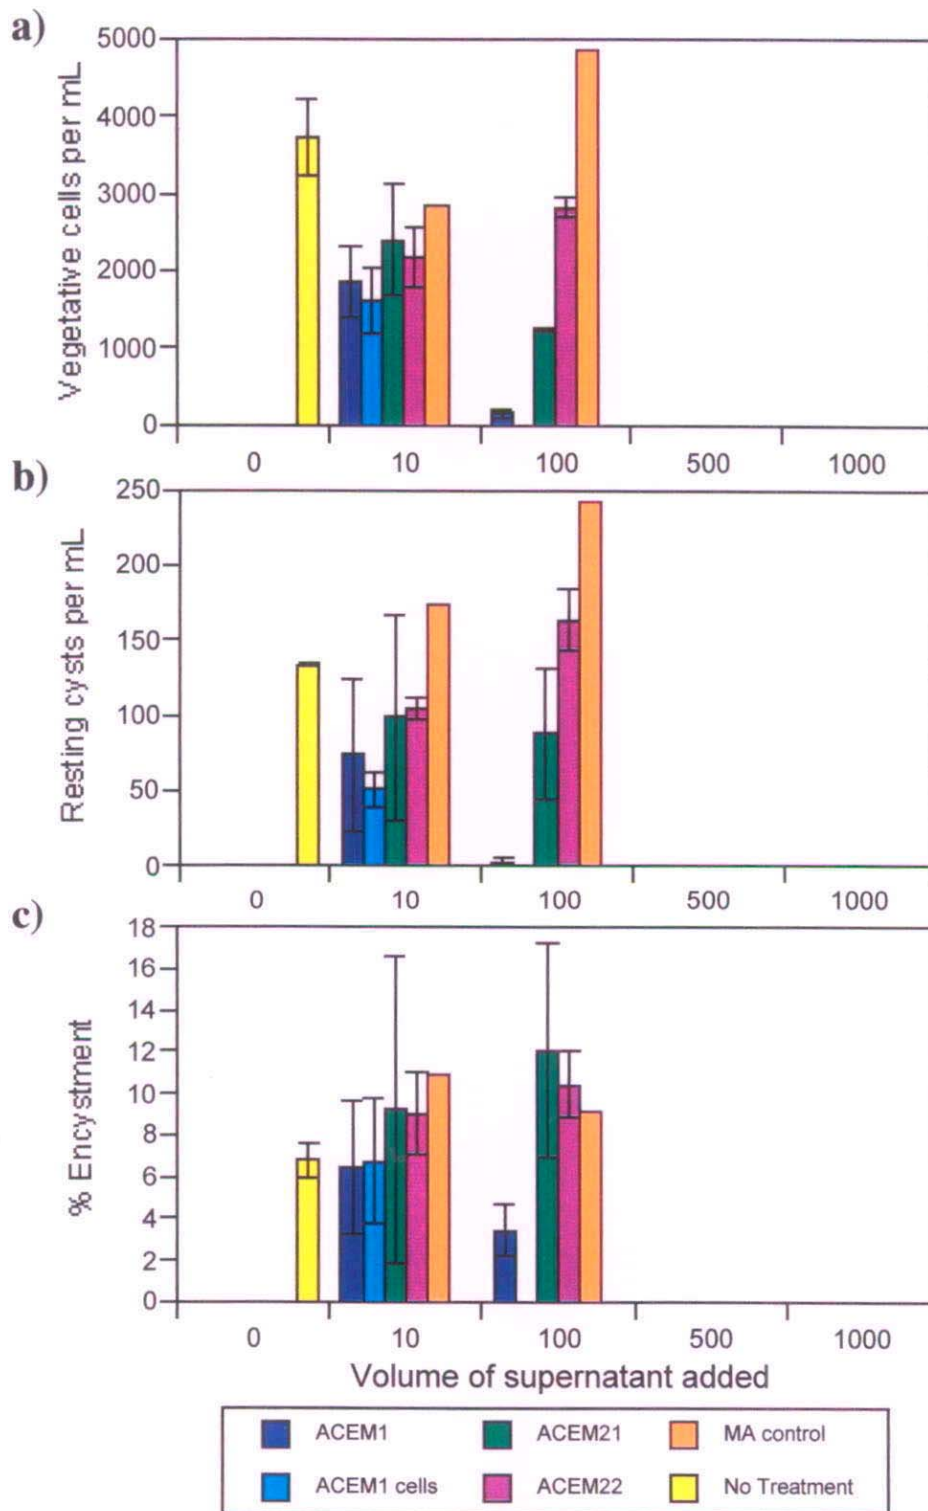 a)
Vegetative cells per mL
5000
4000
3000
2000
1000
0
0 10 100 500 1000
b)
Resting cysts per mL
250
200
150
100
50
0
0 10 100 500 1000
c)
% Encystment
18
16
14
12
10
8
6
4
2
0
0 10 100 500 1000
Volume of supernatant added
ACEM1 ACEM21 MA control
ACEM1 cells ACEM22 No Treatment